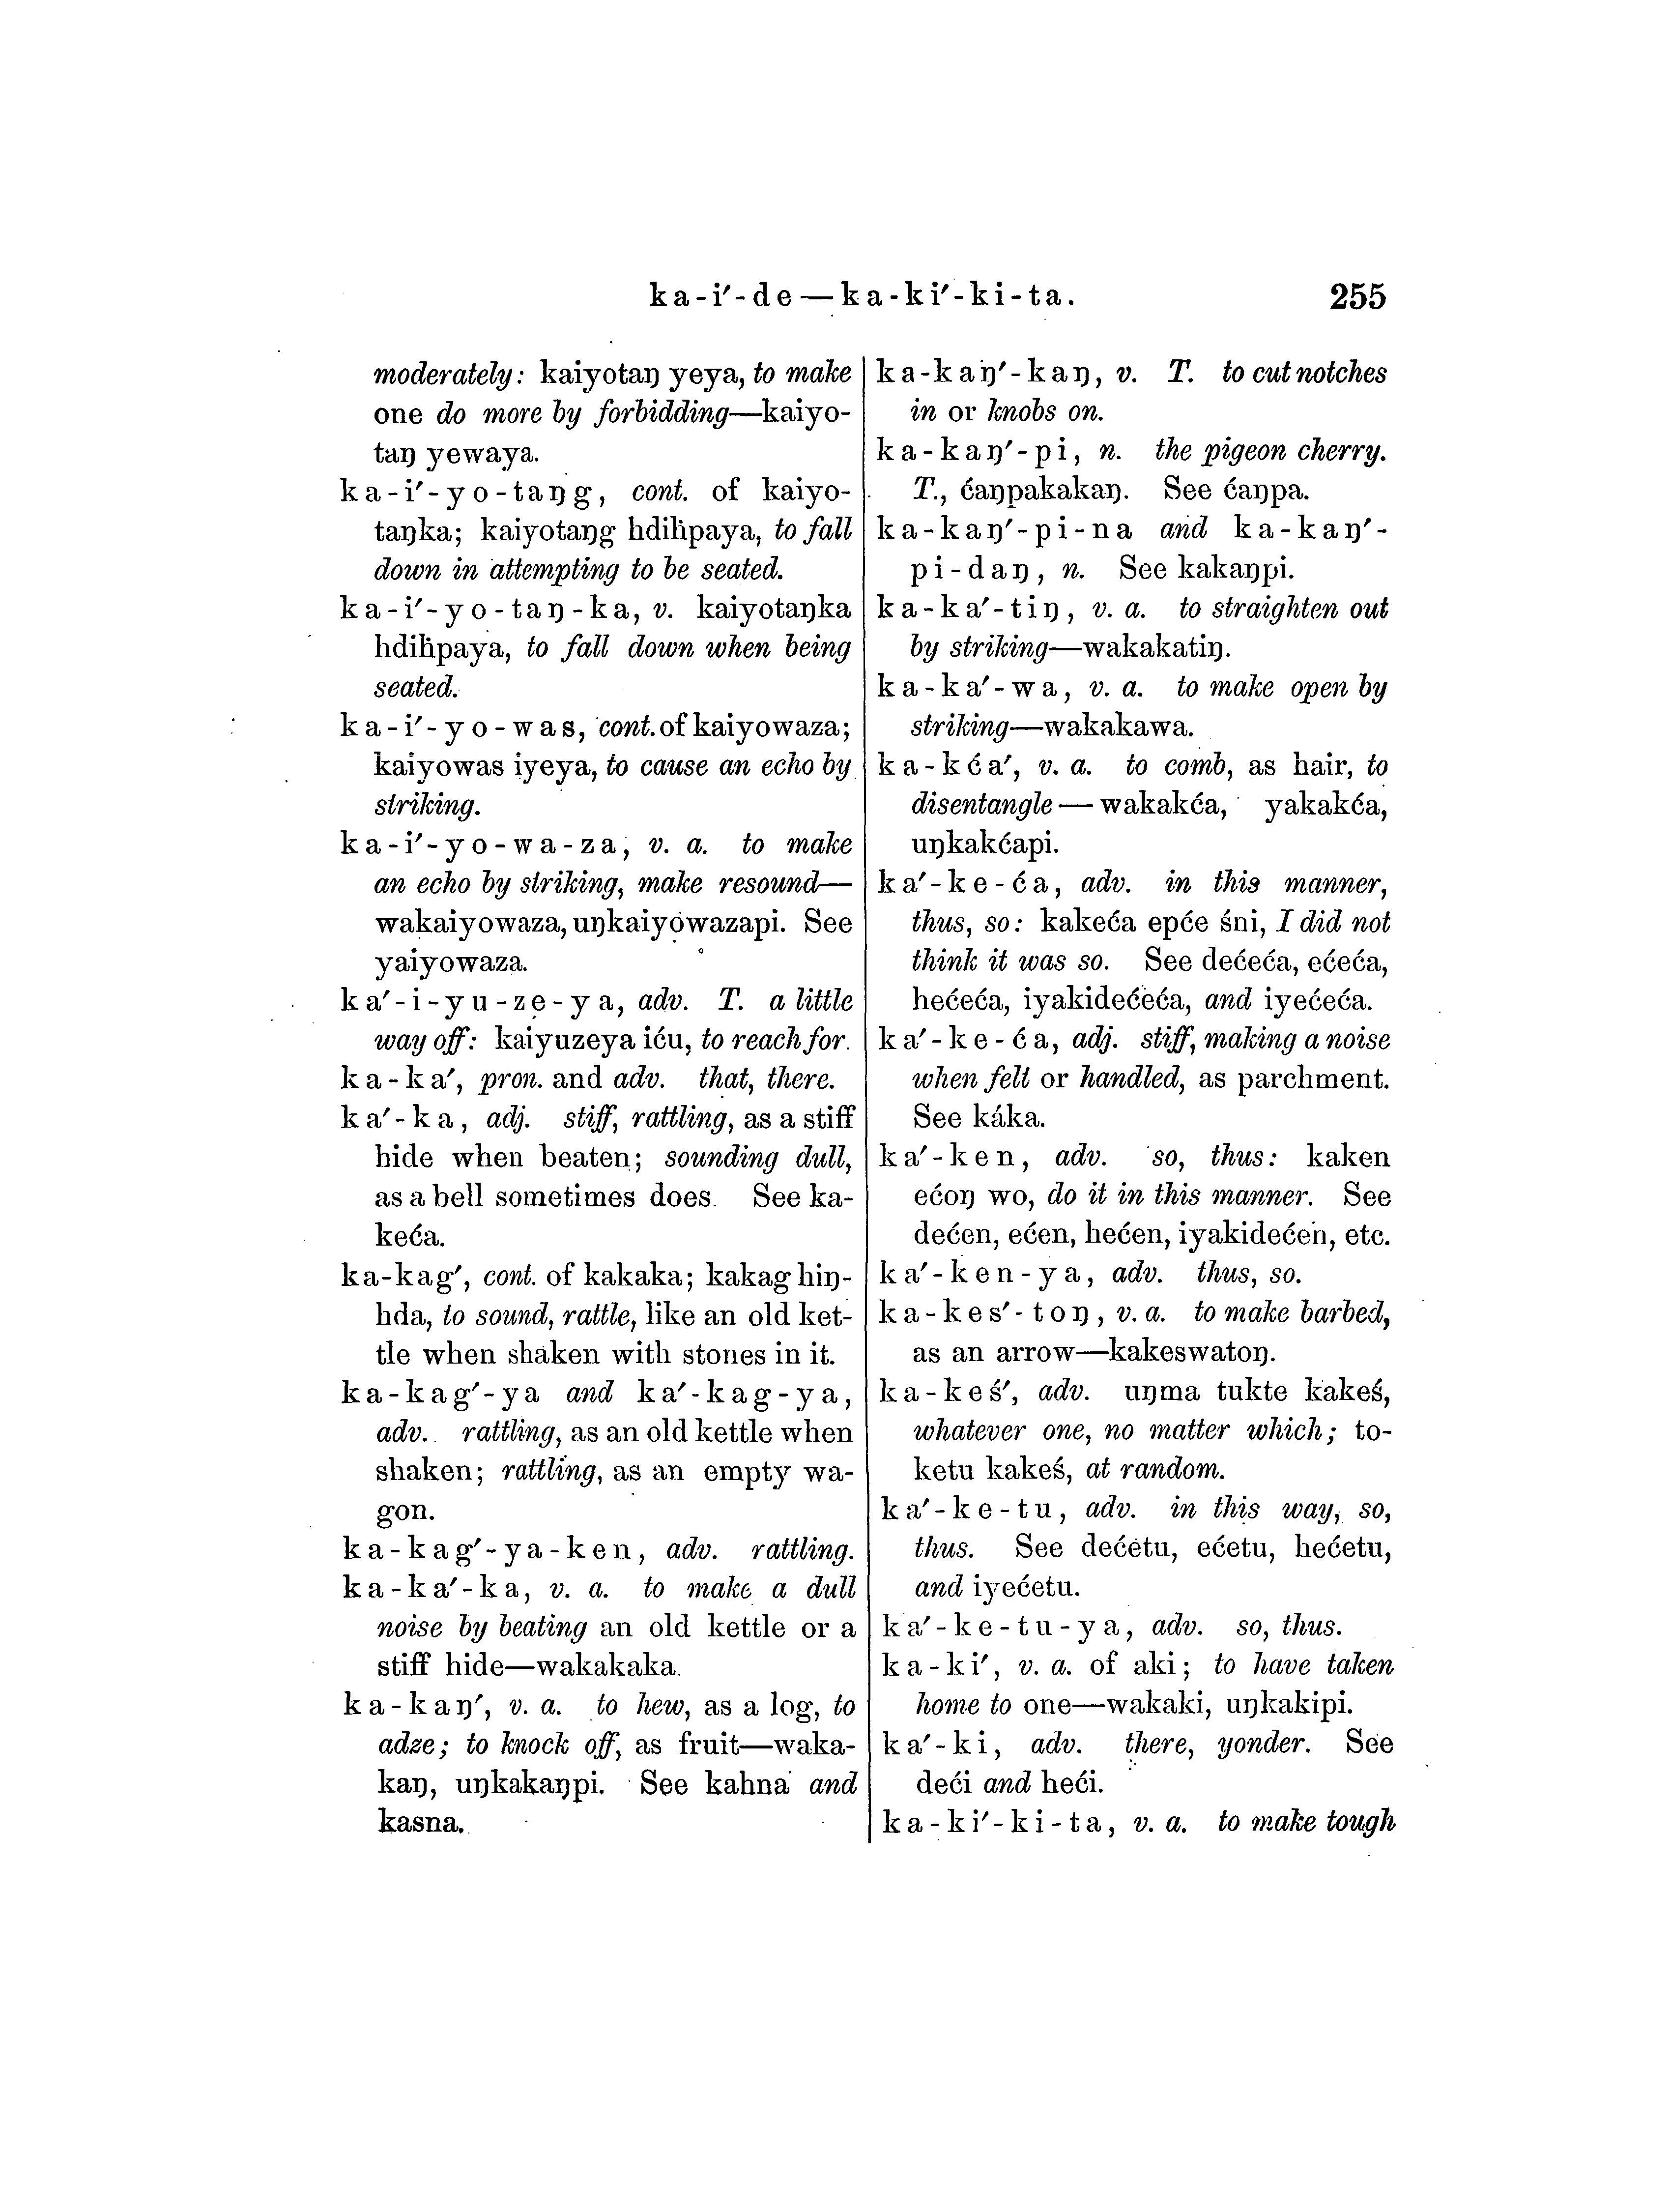 ka-i′-de—ka-ki′-ki-ta. 255
moderately: kaiyotaŋ yeya, to make
one do more by forbidding—kaiyo-
taŋ yewaya.
ka-i′-yo-taŋg, cont. of kaiyo-
taŋka; kaiyotaŋg hdiḣpaya, to fall
down in attempting to be seated.
ka-i′-yo-taŋ-ka, v. kaiyotaŋka
hdiḣpaya, to fall down when being
seated.
ka-i′-yo-was, cont. of kaiyowaza;
kaiyowas iyeya, to cause an echo by
striking.
ka-i′-yo-wa-za, v. a. to make
an echo by striking, make resound—
wakaiyowaza, uŋkaiyowazapi. See
yaiyowaza.
ka′-i-yu-ze-ya, adv. T. a little
way off: kaiyuzeya iću, to reach for.
ka-ka′, pron. and adv. that, there.
ka′-ka, adj. stiff, rattling, as a stiff
hide when beaten; sounding dull,
as a bell sometimes does. See ka-
keća.
ka-kag′, cont. of kakaka; kakag hiŋ-
hda, to sound, rattle, like an old ket-
tle when shaken with stones in it.
ka-kag′-ya and ka′-kag-ya,
adv. rattling, as an old kettle when
shaken; rattling, as an empty wa-
gon.
ka-kag′-ya-ken, adv. rattling.
ka-ka′-ka, v. a. to make a dull
noise by beating an old kettle or a
stiff hide—wakakaka.
ka-kaŋ′, v. a. to hew, as a log, to
adze; to knock off, as fruit—waka-
kaŋ, uŋkakaŋpi. See kahna and
kasna.
ka-kaŋ′-kaŋ, v. T. to cut notches
in or knobs on.
ka-kaŋ′-pi, n. the pigeon cherry.
T., ćaŋpakakaŋ. See ćaŋpa.
ka-kaŋ′-pi-na and ka-kaŋ′-
pi-daŋ, n. See kakaŋpi.
ka-ka′-tiŋ, v. a. to straighten out
by striking—wakakatiŋ.
ka-ka′-wa, v. a. to make open by
striking—wakakawa.
ka-kća′, v. a. to comb, as hair, to
disentangle—wakakća, yakakća,
uŋkakćapi.
ka′-ke-ća, adv. in this manner,
thus, so: kakeća epće śni, I did not
think it was so. See dećeća, ećeća,
hećeća, iyakidećeća, and iyećeća.
ka′-ke-ća, adj. stiff, making a noise
when felt or handled, as parchment.
See káka.
ka′-ken, adv. so, thus: kaken
ećoŋ wo, do it in this manner. See
dećen, ećen, hećen, iyakidećen, etc.
ka′-ken-ya, adv. thus, so.
ka-kes′-toŋ, v. a. to make barbed,
as an arrow—kakeswatoŋ.
ka-keś′, adv. uŋma tukte kakeś,
whatever one, no matter which; to-
ketu kakeś, at random.
ka′-ke-tu, adv. in this way, so,
thus. See dećetu, ećetu, hećetu,
and iyećetu.
ka′-ke-tu-ya, adv. so, thus.
ka-ki′, v. a. of aki; to have taken
home to one—wakaki, uŋkakipi.
ka′-ki, adv. there, yonder. See
deći and heći.
ka-ki′-ki-ta, v. a. to make tough